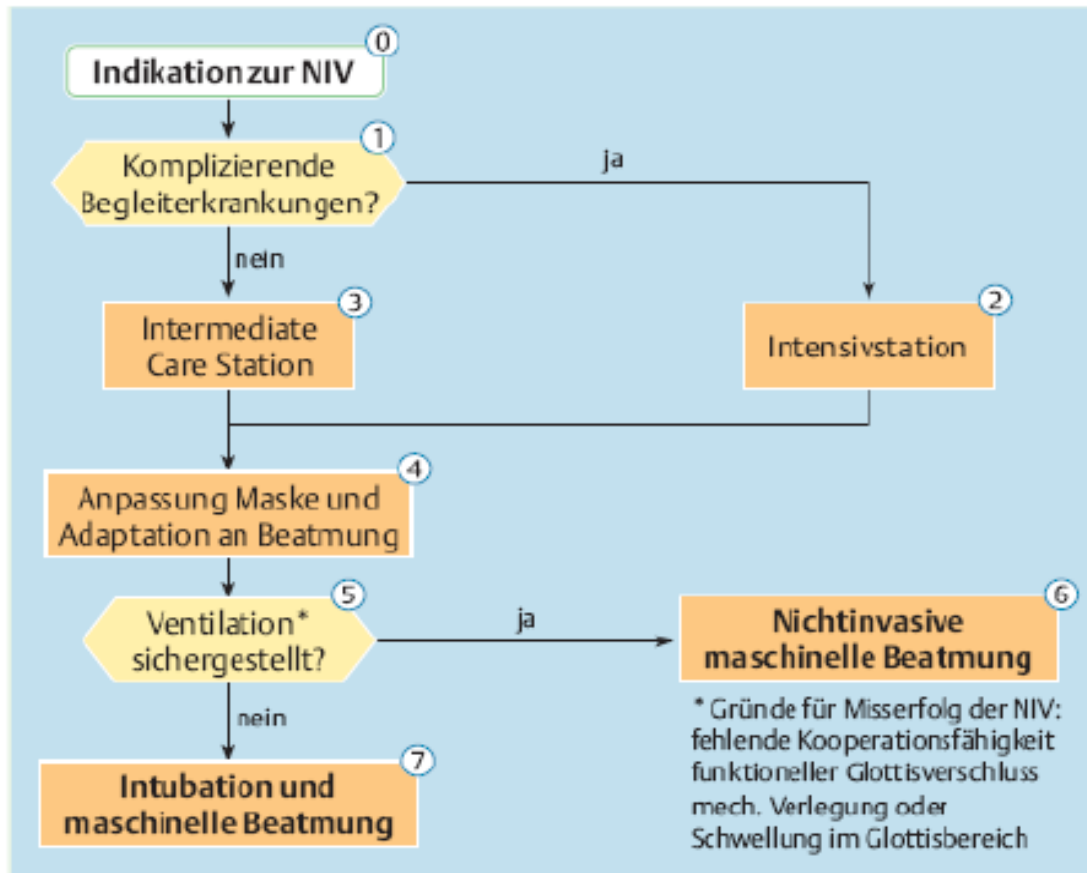 0
Indikation zur NIV
1
Komplizierende
Begleiterkrankungen?
ja
nein
3
Intermediate
Care Station
2
Intensivstation
4
Anpassung Maske und
Adaptation an Beatmung
5
Ventilation*
sichergestellt?
ja
6
Nichtinvasive
maschinelle Beatmung
* Gründe für Misserfolg der NIV:
fehlende Kooperationsfähigkeit
funktioneller Glottisverschluss
mech. Verlegung oder
Schwellung im Glottisbereich
nein
7
Intubation und
maschinelle Beatmung